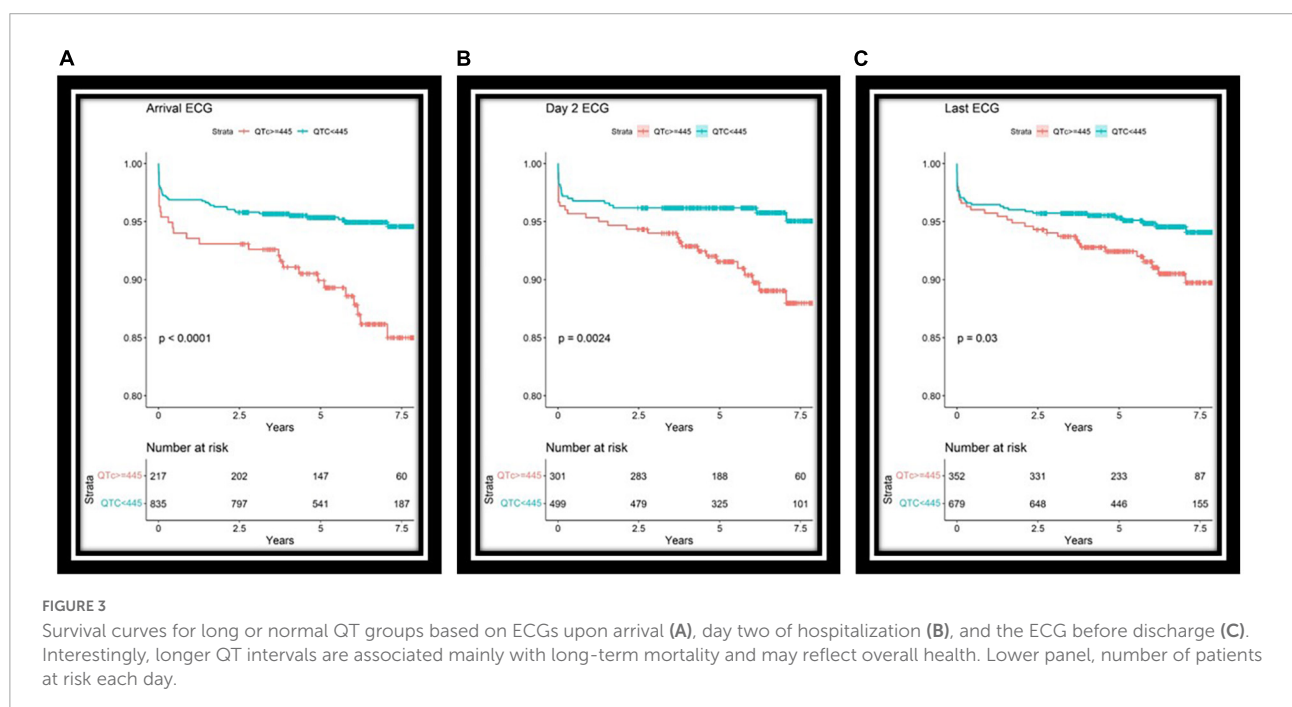 A
Arrival ECG
Strata QTc>=445 QTC<445
1.00
0.95
0.90
0.85
0.80
p < 0.0001
0 2.5 5 7.5
Years
Number at risk
Strata
QTc>=445 217 202 147 60
QTC<445 835 797 541 187
0 2.5 5 7.5
Years
B
Day 2 ECG
Strata QTc>=445 QTC<445
1.00
0.95
0.90
0.85
0.80
p = 0.0024
0 2.5 5 7.5
Years
Number at risk
Strata
QTc>=445 301 283 188 60
QTC<445 499 479 325 101
0 2.5 5 7.5
Years
C
Last ECG
Strata QTc>=445 QTC<445
1.00
0.95
0.90
0.85
0.80
p = 0.03
0 2.5 5 7.5
Years
Number at risk
Strata
QTc>=445 352 331 233 87
QTC<445 679 648 446 155
0 2.5 5 7.5
Years
FIGURE 3
Survival curves for long or normal QT groups based on ECGs upon arrival (A), day two of hospitalization (B), and the ECG before discharge (C).
Interestingly, longer QT intervals are associated mainly with long-term mortality and may reflect overall health. Lower panel, number of patients
at risk each day.